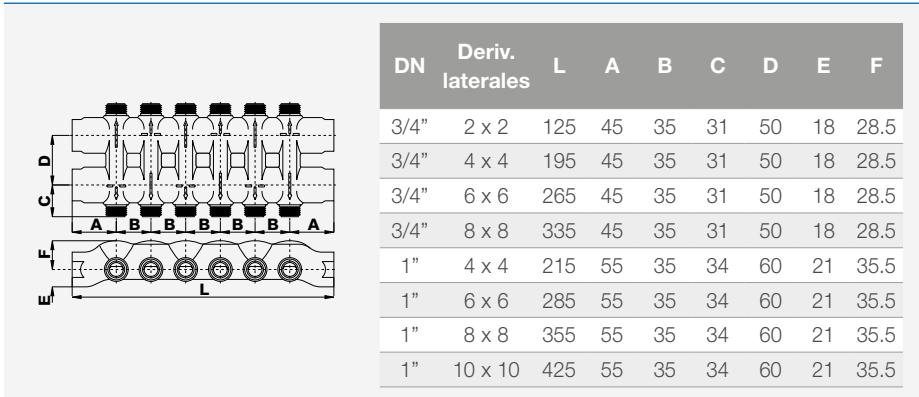 D
C
A B B B B B A
F
E
L
DN Deriv. laterales L A B C D E F
3/4” 2 x 2 125 45 35 31 50 18 28.5
3/4” 4 x 4 195 45 35 31 50 18 28.5
3/4” 6 x 6 265 45 35 31 50 18 28.5
3/4” 8 x 8 335 45 35 31 50 18 28.5
1” 4 x 4 215 55 35 34 60 21 35.5
1” 6 x 6 285 55 35 34 60 21 35.5
1” 8 x 8 355 55 35 34 60 21 35.5
1” 10 x 10 425 55 35 34 60 21 35.5